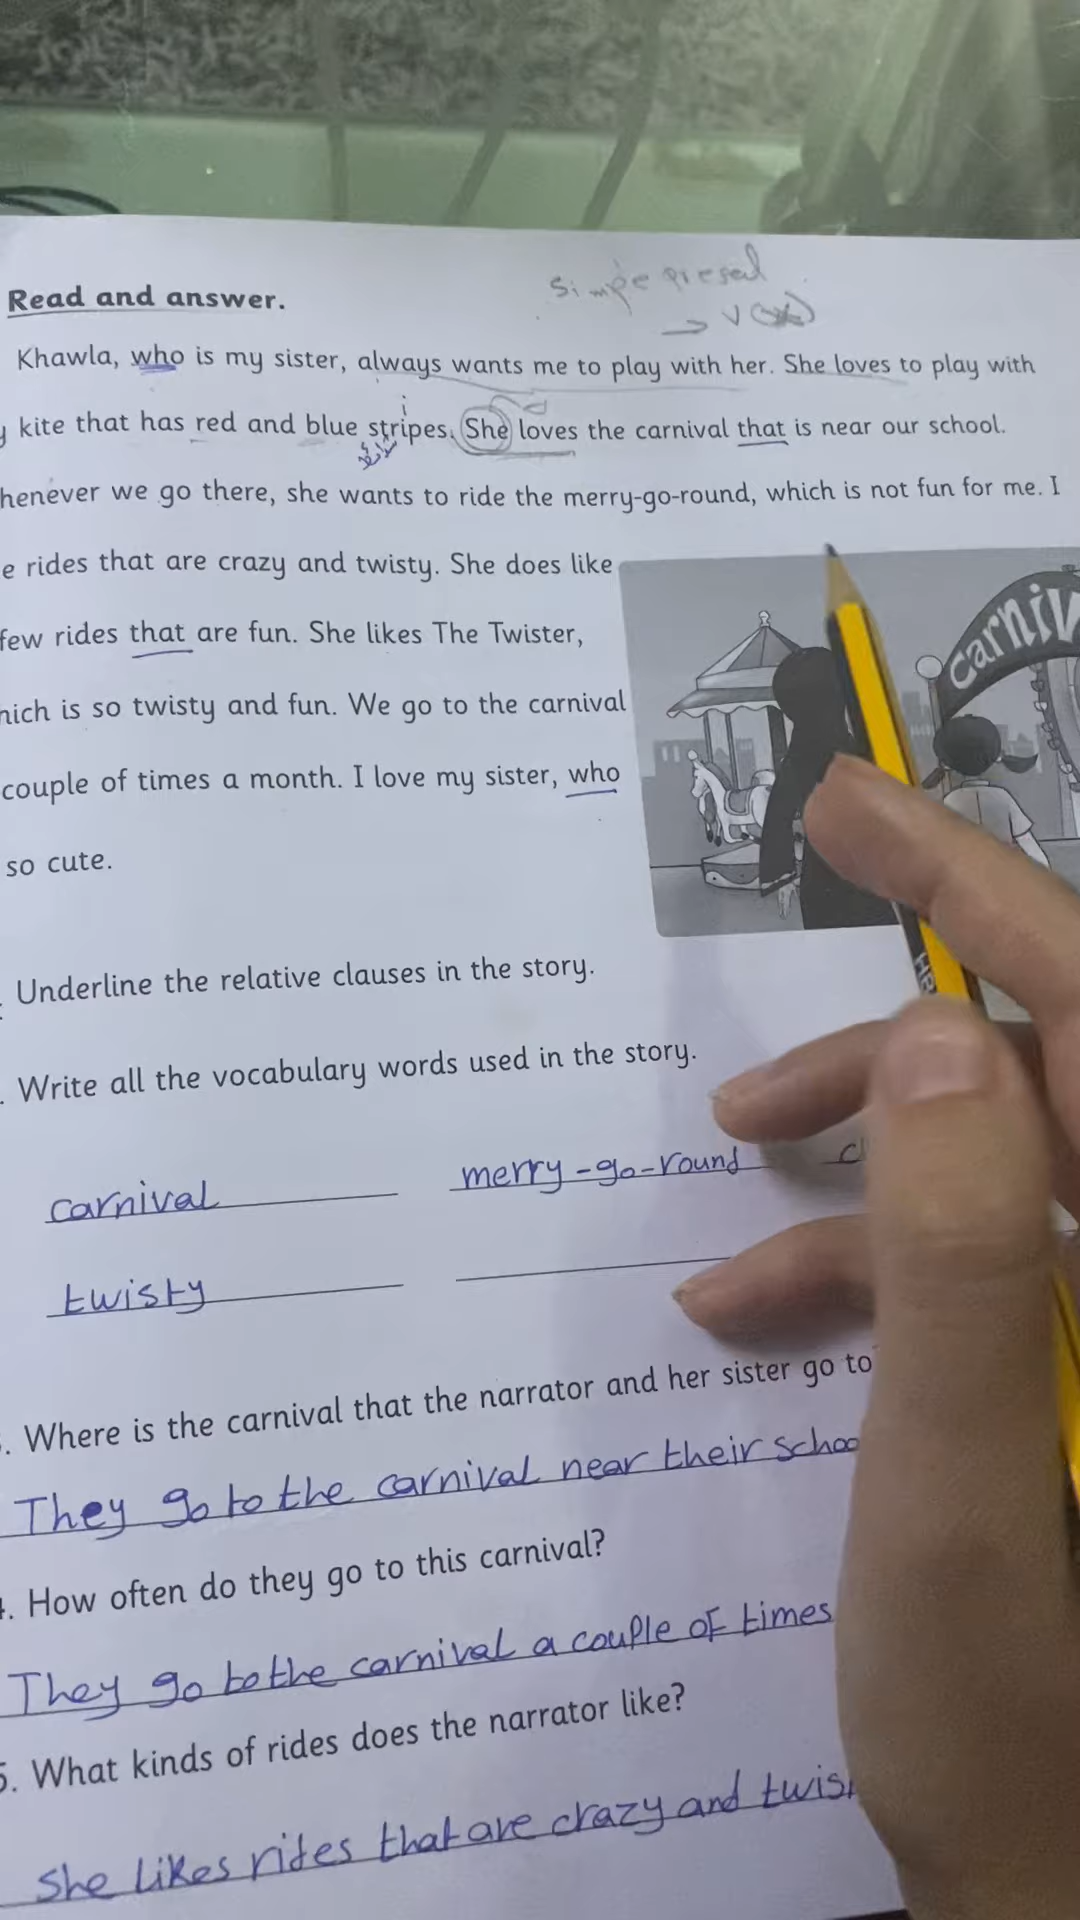 simple
Read and answer.
Khawla, who is my sister, always wants me to play with her. She loves to play with
kite that has red and blue stripes. She loves the carnival that is near our school.
henever we go there, she wants to ride the merry-go-round, which is not fun for me. I
e rides that are crazy and twisty. She does like
few rides that are fun. She likes The Twister,
hich is so twisty and fun. We go to the carnival
couple of times a month. I love my sister, who
so cute.
carniv
HB
Underline the relative clauses in the story.
Write all the vocabulary words used in the story.
carnival merry-go-round c
twisty
. Where is the carnival that the narrator and her sister go to
They go to the carnival near their schoo
. How often do they go to this carnival?
They go to the carnival a couple of times
5. What kinds of rides does the narrator like?
she likes rides that are crazy and twis